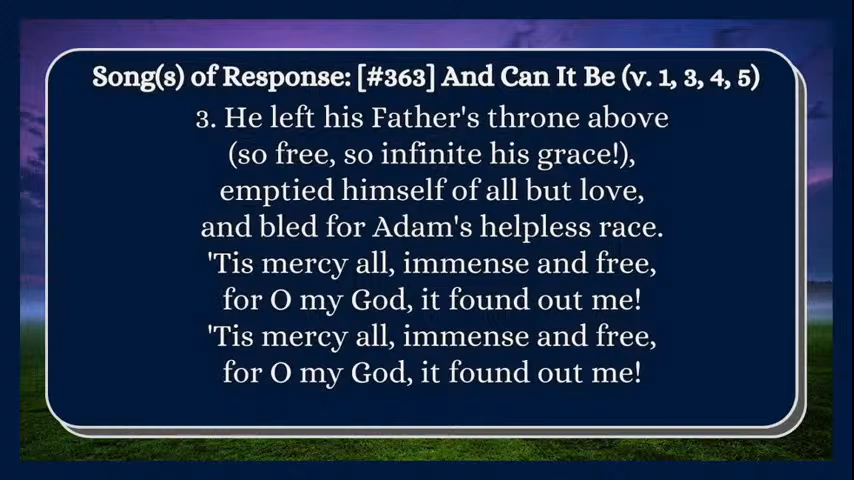 Song(s) of Response: [#363] And Can It Be (v. 1, 3, 4, 5)
3. He left his Father's throne above
(so free, so infinite his grace!),
emptied himself of all but love,
and bled for Adam's helpless race.
'Tis mercy all, immense and free,
for O my God, it found out me!
'Tis mercy all, immense and free,
for O my God, it found out me!